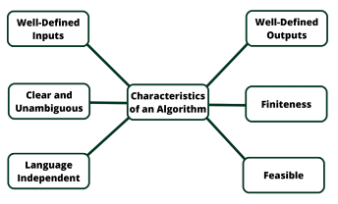 Well-Defined
Inputs
Well-Defined
Outputs
Clear and
Unambiguous
Characteristics
of an Algorithm
Finiteness
Language
Independent
Feasible